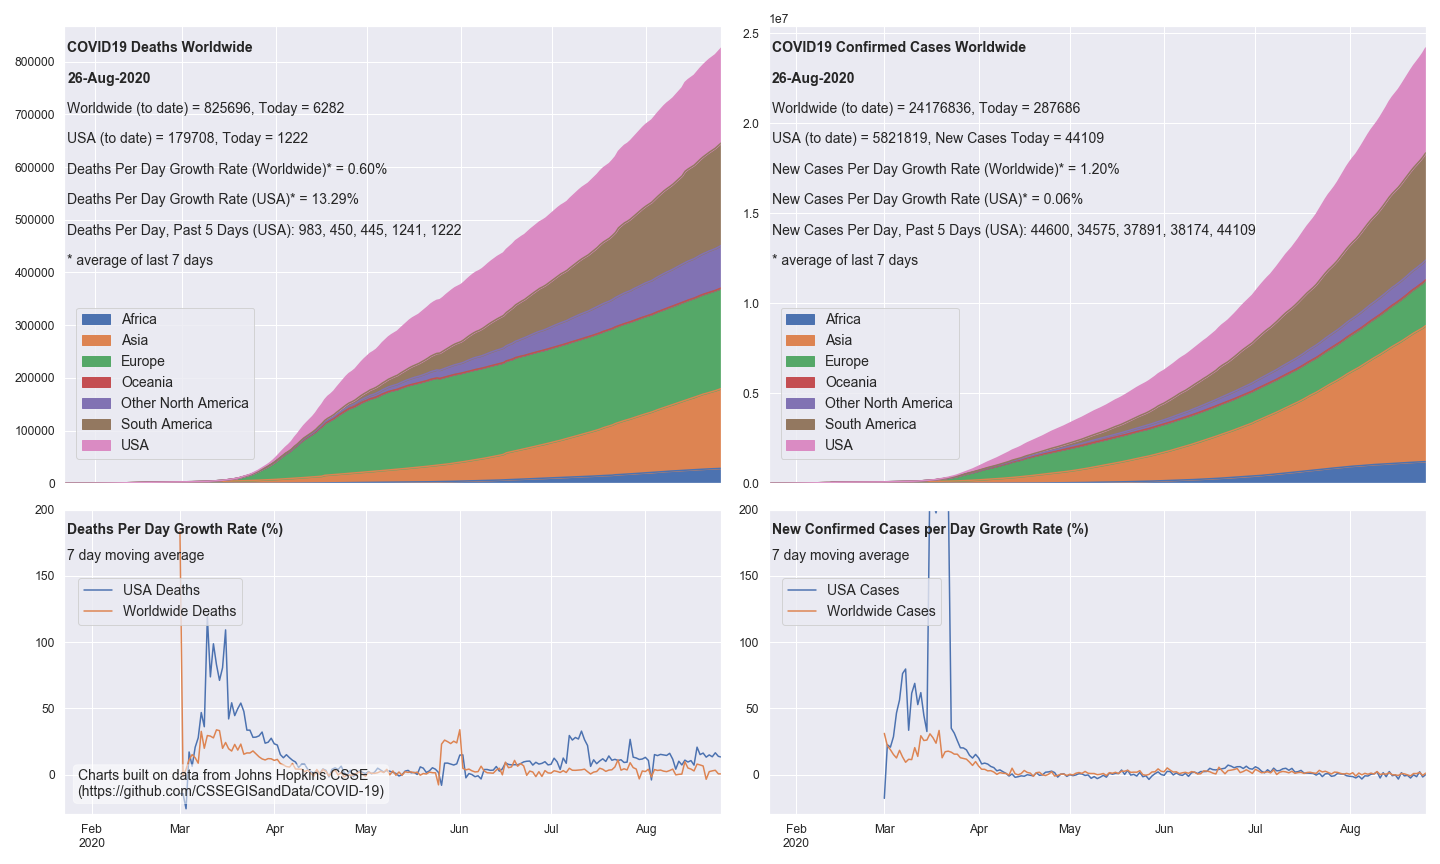 COVID19 Deaths Worldwide
26-Aug-2020
Worldwide (to date) = 825696, Today = 6282
USA (to date) = 179708, Today = 1222
Deaths Per Day Growth Rate (Worldwide)* = 0.60%
Deaths Per Day Growth Rate (USA)* = 13.29%
Deaths Per Day, Past 5 Days (USA): 983, 450, 445, 1241, 1222
* average of last 7 days
800000
700000
600000
500000
400000
300000
200000
100000
0
Africa
Asia
Europe
Oceania
Other North America
South America
USA
1e7
COVID19 Confirmed Cases Worldwide
26-Aug-2020
Worldwide (to date) = 24176836, Today = 287686
USA (to date) = 5821819, New Cases Today = 44109
New Cases Per Day Growth Rate (Worldwide)* = 1.20%
New Cases Per Day Growth Rate (USA)* = 0.06%
New Cases Per Day, Past 5 Days (USA): 44600, 34575, 37891, 38174, 44109
* average of last 7 days
2.5
2.0
1.5
1.0
0.5
0.0
Africa
Asia
Europe
Oceania
Other North America
South America
USA
Deaths Per Day Growth Rate (%)
7 day moving average
USA Deaths
Worldwide Deaths
200
150
100
50
0
Charts built on data from Johns Hopkins CSSE
(https://github.com/CSSEGISandData/COVID-19)
Feb Mar Apr May Jun Jul Aug
2020
New Confirmed Cases per Day Growth Rate (%)
7 day moving average
USA Cases
Worldwide Cases
200
150
100
50
0
Feb Mar Apr May Jun Jul Aug
2020